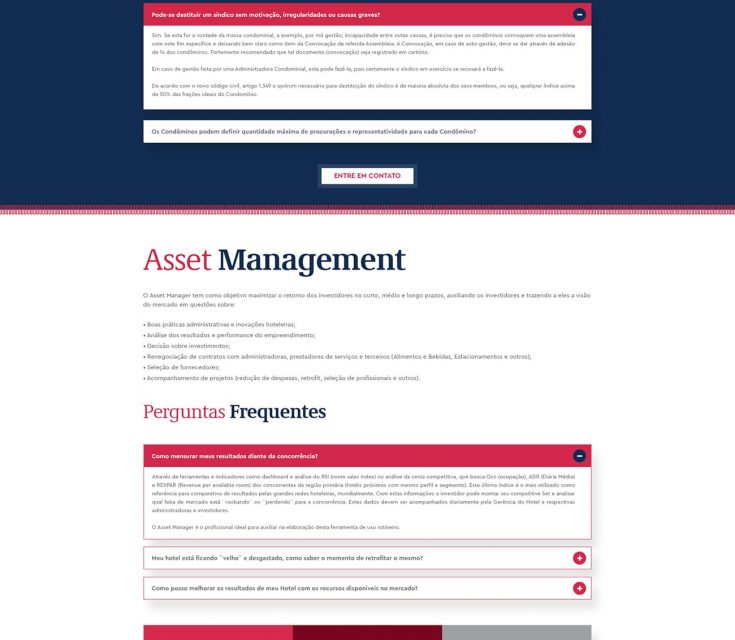 Pode-se destituir um síndico sem motivação, irregularidades ou causas graves?
Sim. Se esta for a vontade da massa condominial, a exemplo, por má gestão, incapacidade entre outras causas, é preciso que os condôminos convoquem uma assembleia
com este fim específico e deixando bem claro como item da Convocação da referida Assembleia. A Convocação, em caso de auto-gestão, deve se dar através de adesão
de ¼ dos condôminos. Fortemente recomendado que tal documento (convocação) seja registrado em cartório.
Em caso de gestão feita por uma Administradora Condominial, esta pode fazê-la, pois certamente o síndico em exercício se recusará a fazê-la.
De acordo com o novo código civil, artigo 1.349 o quórum necessário para destituição do síndico é de maioria absoluta dos seus membros, ou seja, qualquer índice acima
de 50% das frações ideais do Condomínio.
Os Condôminos podem definir quantidade máxima de procurações e representatividade para cada Condômino?
ENTRE EM CONTATO
Asset Management
O Asset Manager tem como objetivo maximizar o retorno dos investidores no curto, médio e longo prazos, auxiliando os investidores e trazendo a eles a visão
do mercado em questões sobre:
• Boas práticas administrativas e inovações hoteleiras;
• Análise dos resultados e performance do empreendimento;
• Decisão sobre investimentos;
• Renegociação de contratos com administradoras, prestadores de serviços e terceiros (Alimentos e Bebidas, Estacionamentos e outros);
• Seleção de fornecedores;
• Acompanhamento de projetos (redução de despesas, retrofit, seleção de profissionais e outros).
Perguntas Frequentes
Como mensurar meus resultados diante da concorrência?
Através de ferramentas e indicadores como dashboard e análise do RSI (room sales index) ou análise da cesta competitiva, que busca Occ (ocupação), ADR (Diária Média)
e REVPAR (Revenue per available room) dos concorrentes da região primária (hotéis próximos com mesmo perfil e segmento). Este último índice é o mais utilizado como
referência para comparativo de resultados pelas grandes redes hoteleiras, mundialmente. Com estas informações o investidor pode montar seu competitive Set e analisar
qual fatia de mercado está ¨roubando¨ ou ¨perdendo¨ para a concorrência. Estes dados devem ser acompanhados diariamente pela Gerência do Hotel e respectivas
administradoras e investidores.
O Asset Manager é o profissional ideal para auxiliar na elaboração desta ferramenta de uso rotineiro.
Meu hotel está ficando ¨velho¨ e desgastado, como saber o momento de retrofitar o mesmo?
Como posso melhorar os resultados de meu Hotel com os recursos disponíveis no mercado?